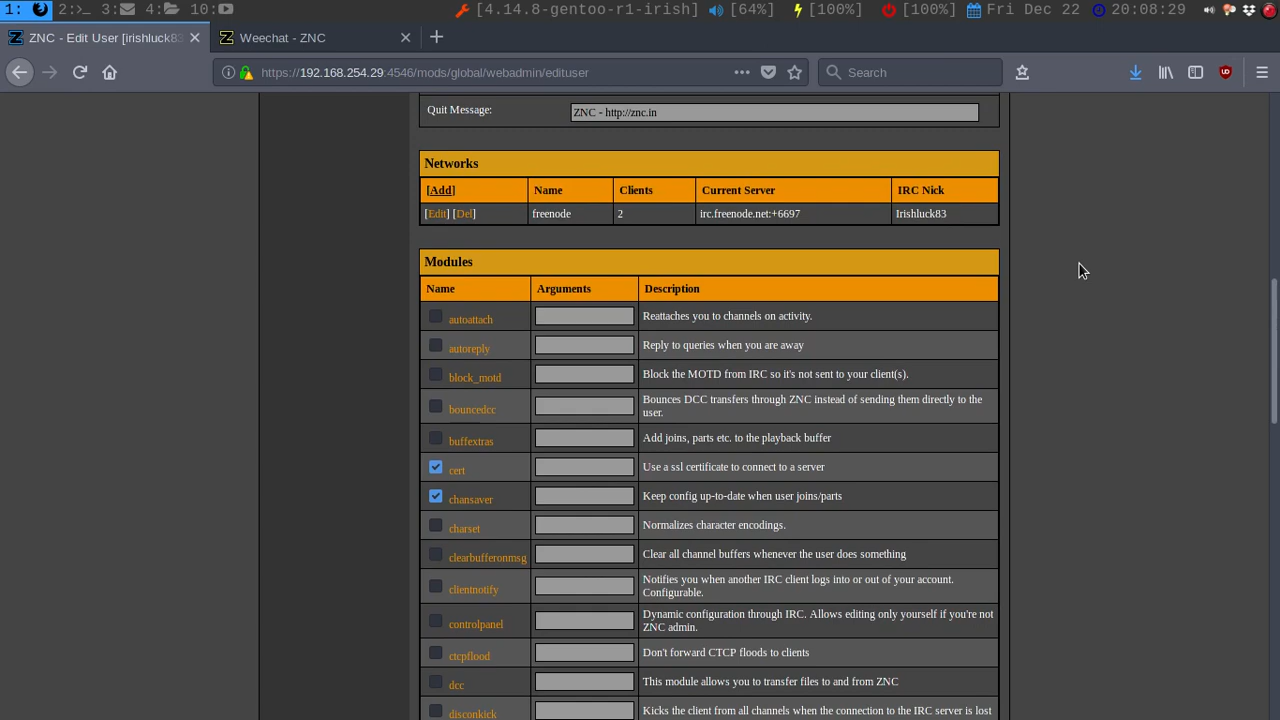 1: 2:>_ 3: 4: 10: [4.14.8-gentoo-r1-irish] [64%] [100%] [100%] Fri Dec 22 20:08:29
ZNC - Edit User [irishluck83 Weechat - ZNC
https://192.168.254.29:4546/mods/global/webadmin/edituser Search
Quit Message: ZNC - http://znc.in
Networks
[Add] Name Clients Current Server IRC Nick
[Edit] [Del] freenode 2 irc.freenode.net:+6697 Irishluck83
Modules
Name Arguments Description
autoattach Reattaches you to channels on activity.
autoreply Reply to queries when you are away
block_motd Block the MOTD from IRC so it's not sent to your client(s).
bouncedcc Bounces DCC transfers through ZNC instead of sending them directly to the
user.
buffextras Add joins, parts etc. to the playback buffer
cert Use a ssl certificate to connect to a server
chansaver Keep config up-to-date when user joins/parts
charset Normalizes character encodings.
clearbufferonmsg Clear all channel buffers whenever the user does something
clientnotify Notifies you when another IRC client logs into or out of your account.
Configurable.
controlpanel Dynamic configuration through IRC. Allows editing only yourself if you're not
ZNC admin.
ctcpflood Don't forward CTCP floods to clients
dcc This module allows you to transfer files to and from ZNC
disconkick Kicks the client from all channels when the connection to the IRC server is lost